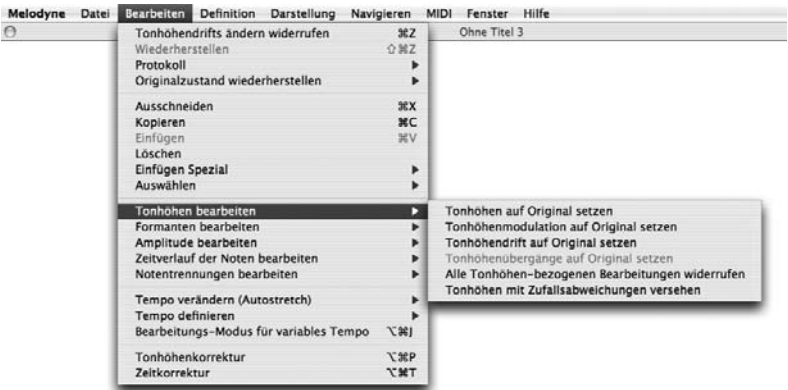 Melodyne Datei Bearbeiten Definition Darstellung Navigieren MIDI Fenster Hilfe
Ohne Titel 3
Tonhöhendrifts ändern widerrufen ⌘Z
Wiederherstellen ⇧⌘Z
Protokoll ▶
Originalzustand wiederherstellen ▶
Ausschneiden ⌘X
Kopieren ⌘C
Einfügen ⌘V
Löschen
Einfügen Spezial ▶
Auswählen ▶
Tonhöhen bearbeiten ▶
Formanten bearbeiten ▶
Amplitude bearbeiten ▶
Zeitverlauf der Noten bearbeiten ▶
Notentrennungen bearbeiten ▶
Tempo verändern (Autostretch) ▶
Tempo definieren ▶
Bearbeitungs-Modus für variables Tempo ⌥⌘J
Tonhöhenkorrektur ⌥⌘P
Zeitkorrektur ⌥⌘T
Tonhöhen auf Original setzen
Tonhöhenmodulation auf Original setzen
Tonhöhendrift auf Original setzen
Tonhöhenübergänge auf Original setzen
Alle Tonhöhen-bezogenen Bearbeitungen widerrufen
Tonhöhen mit Zufallsabweichungen versehen